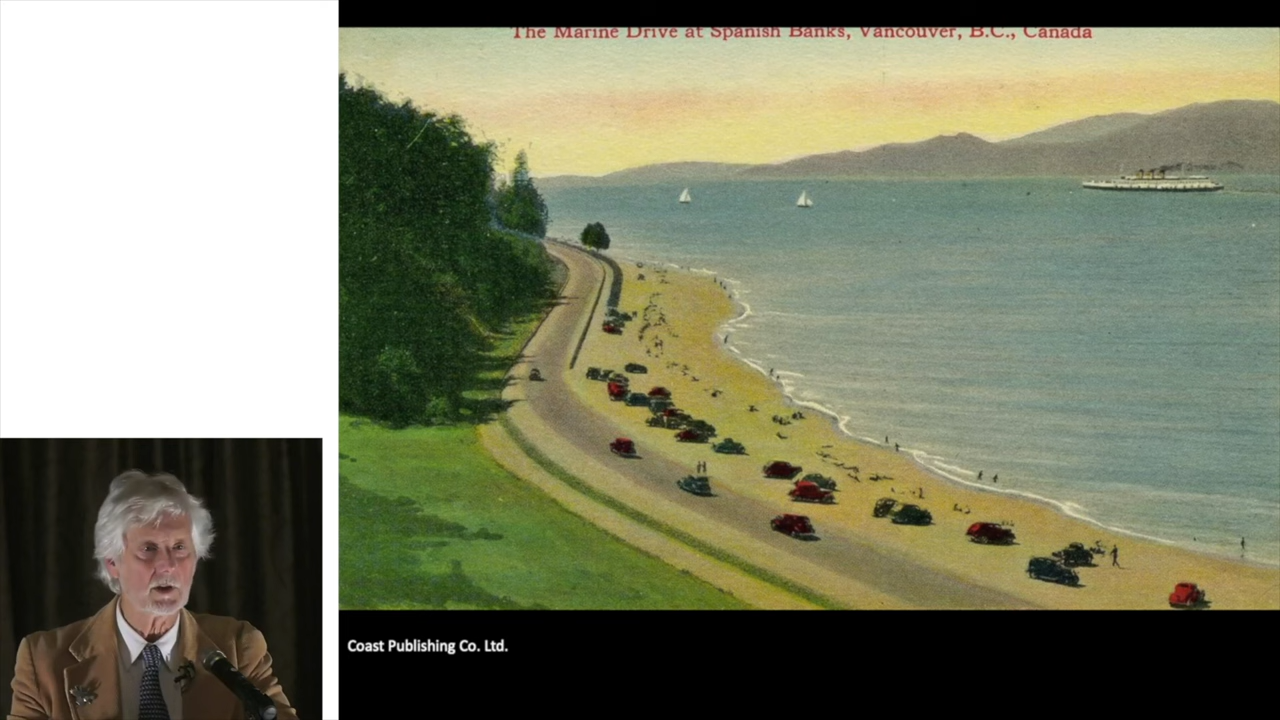 The Marine Drive at Spanish Banks, Vancouver, B.C., Canada
Coast Publishing Co. Ltd.